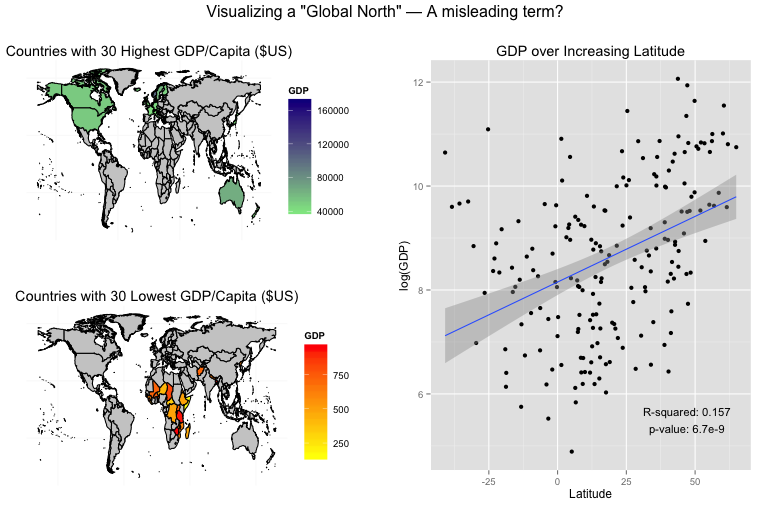 Visualizing a "Global North" — A misleading term?
Countries with 30 Highest GDP/Capita ($US)
GDP
160000
120000
80000
40000
Countries with 30 Lowest GDP/Capita ($US)
GDP
750
500
250
GDP over Increasing Latitude
log(GDP)
12
10
8
6
R-squared: 0.157
p-value: 6.7e-9
-25
0
25
50
Latitude